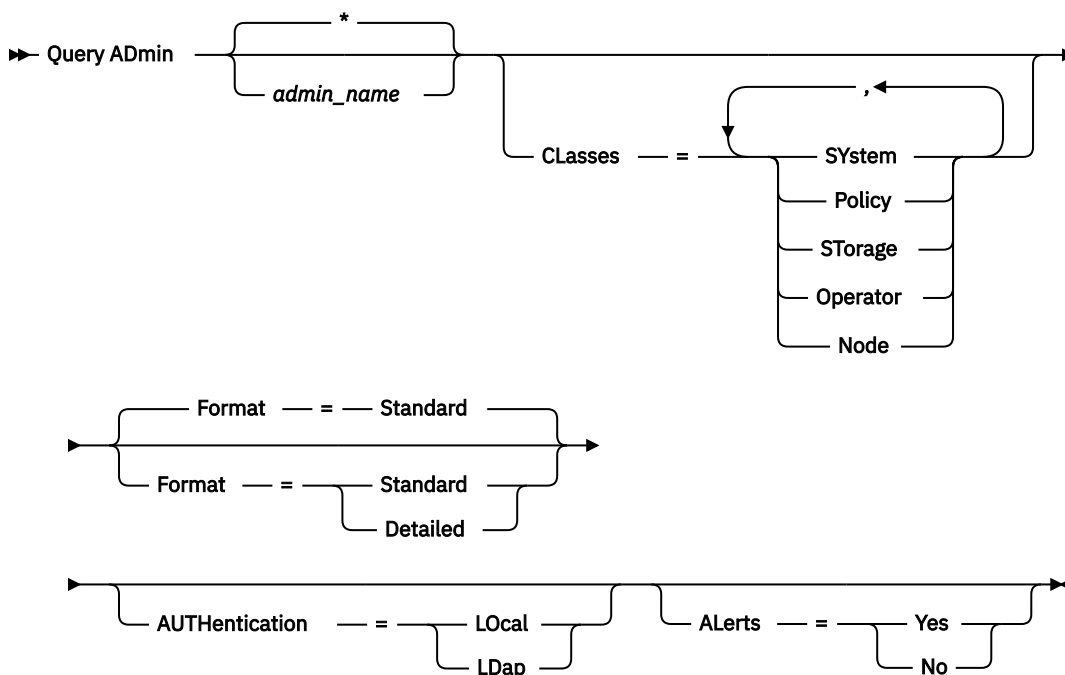 *
Query ADmin
admin_name
,
CLasses = SYstem
Policy
STorage
Operator
Node
Format = Standard
Format = Standard
Detailed
AUTHentication = LOcal
LDap
ALerts = Yes
No